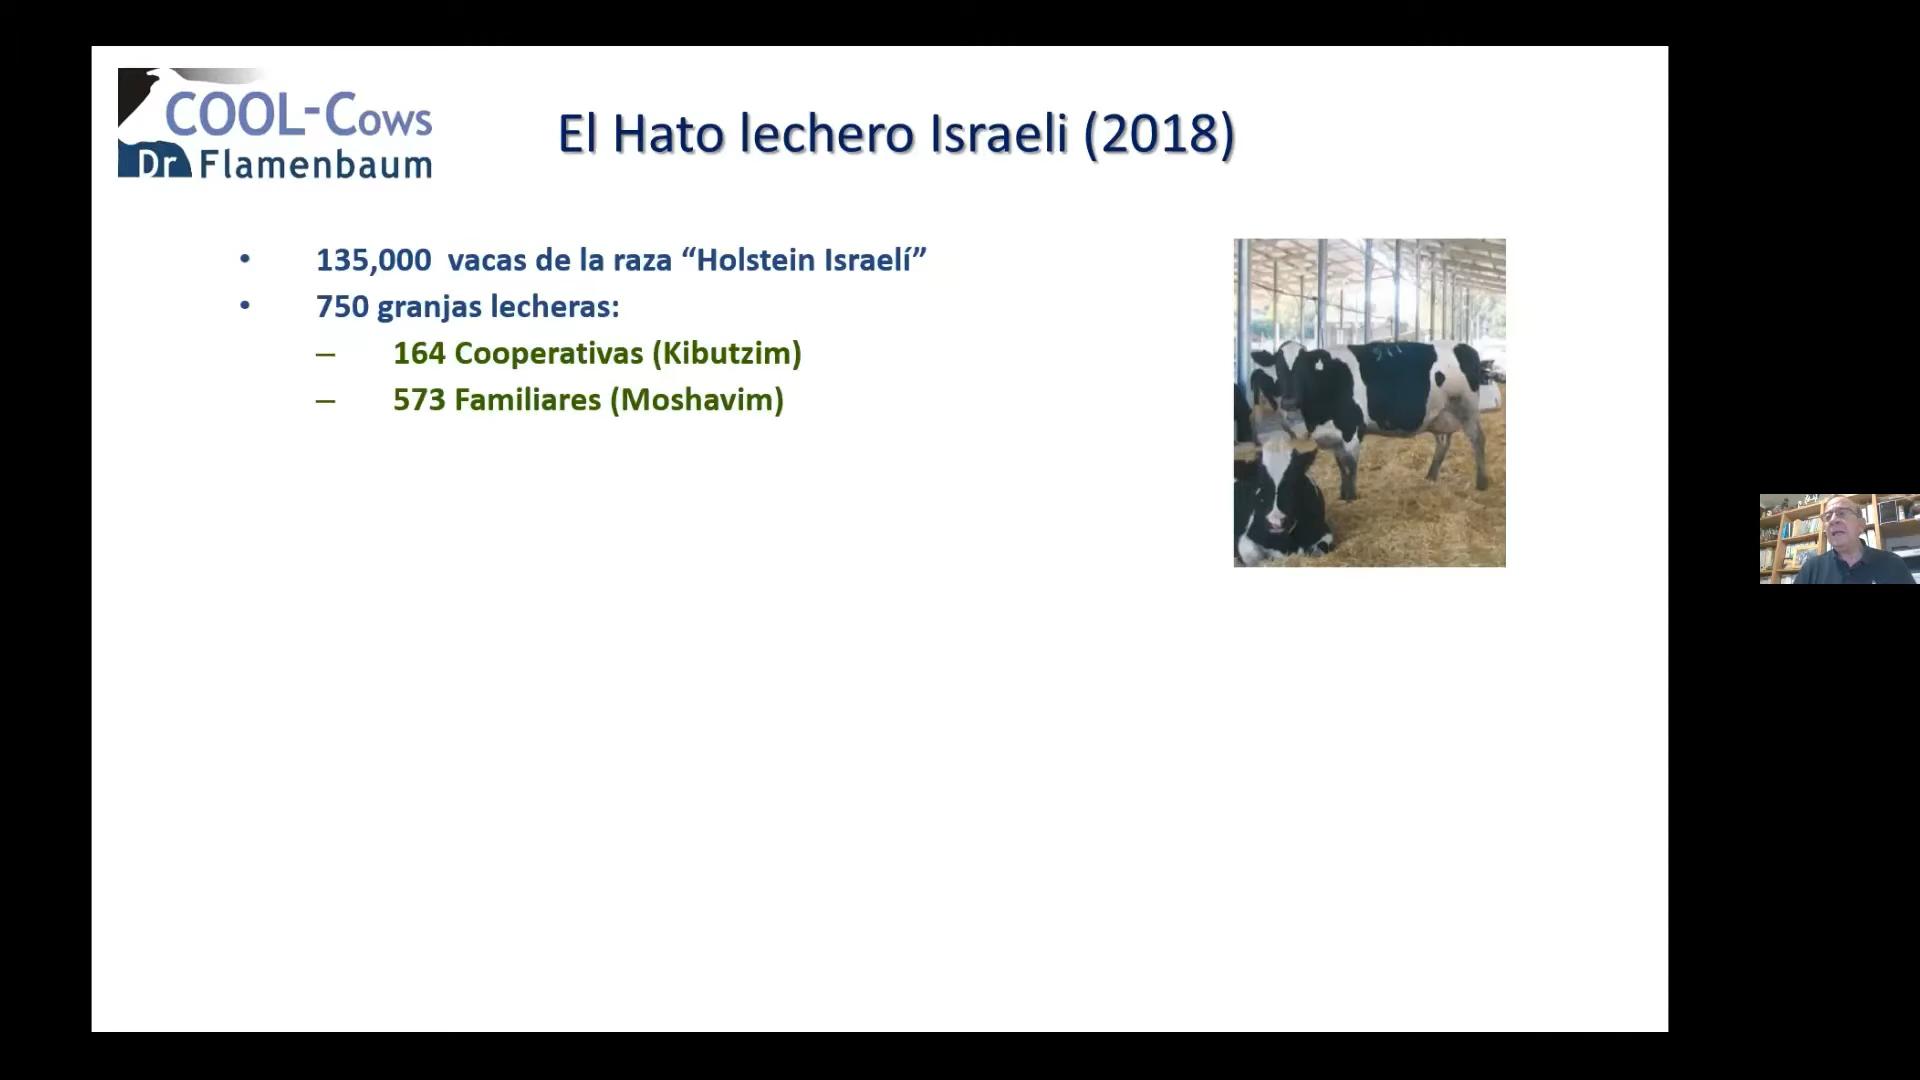 COOL-Cows
Dr Flamenbaum
El Hato lechero Israeli (2018)
• 135,000 vacas de la raza “Holstein Israelí”
• 750 granjas lecheras:
– 164 Cooperativas (Kibutzim)
– 573 Familiares (Moshavim)